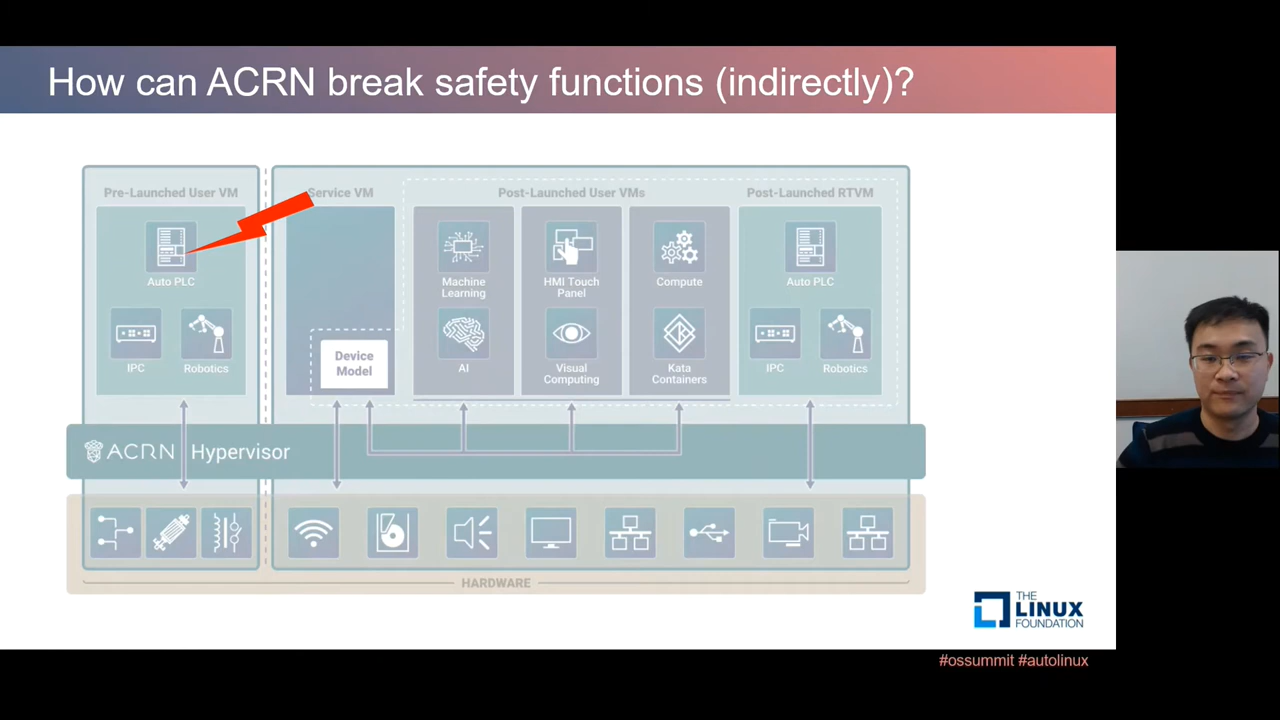 How can ACRN break safety functions (indirectly)?
Pre-Launched User VM
Service VM
Post-Launched User VMs
Post-Launched RTVM
Auto PLC
Machine
Learning
HMI Touch
Panel
Compute
Auto PLC
IPC
Robotics
Device
Model
AI
Visual
Computing
Kata
Containers
IPC
Robotics
ACRN Hypervisor
HARDWARE
THE
LINUX
FOUNDATION
#ossummit #autolinux